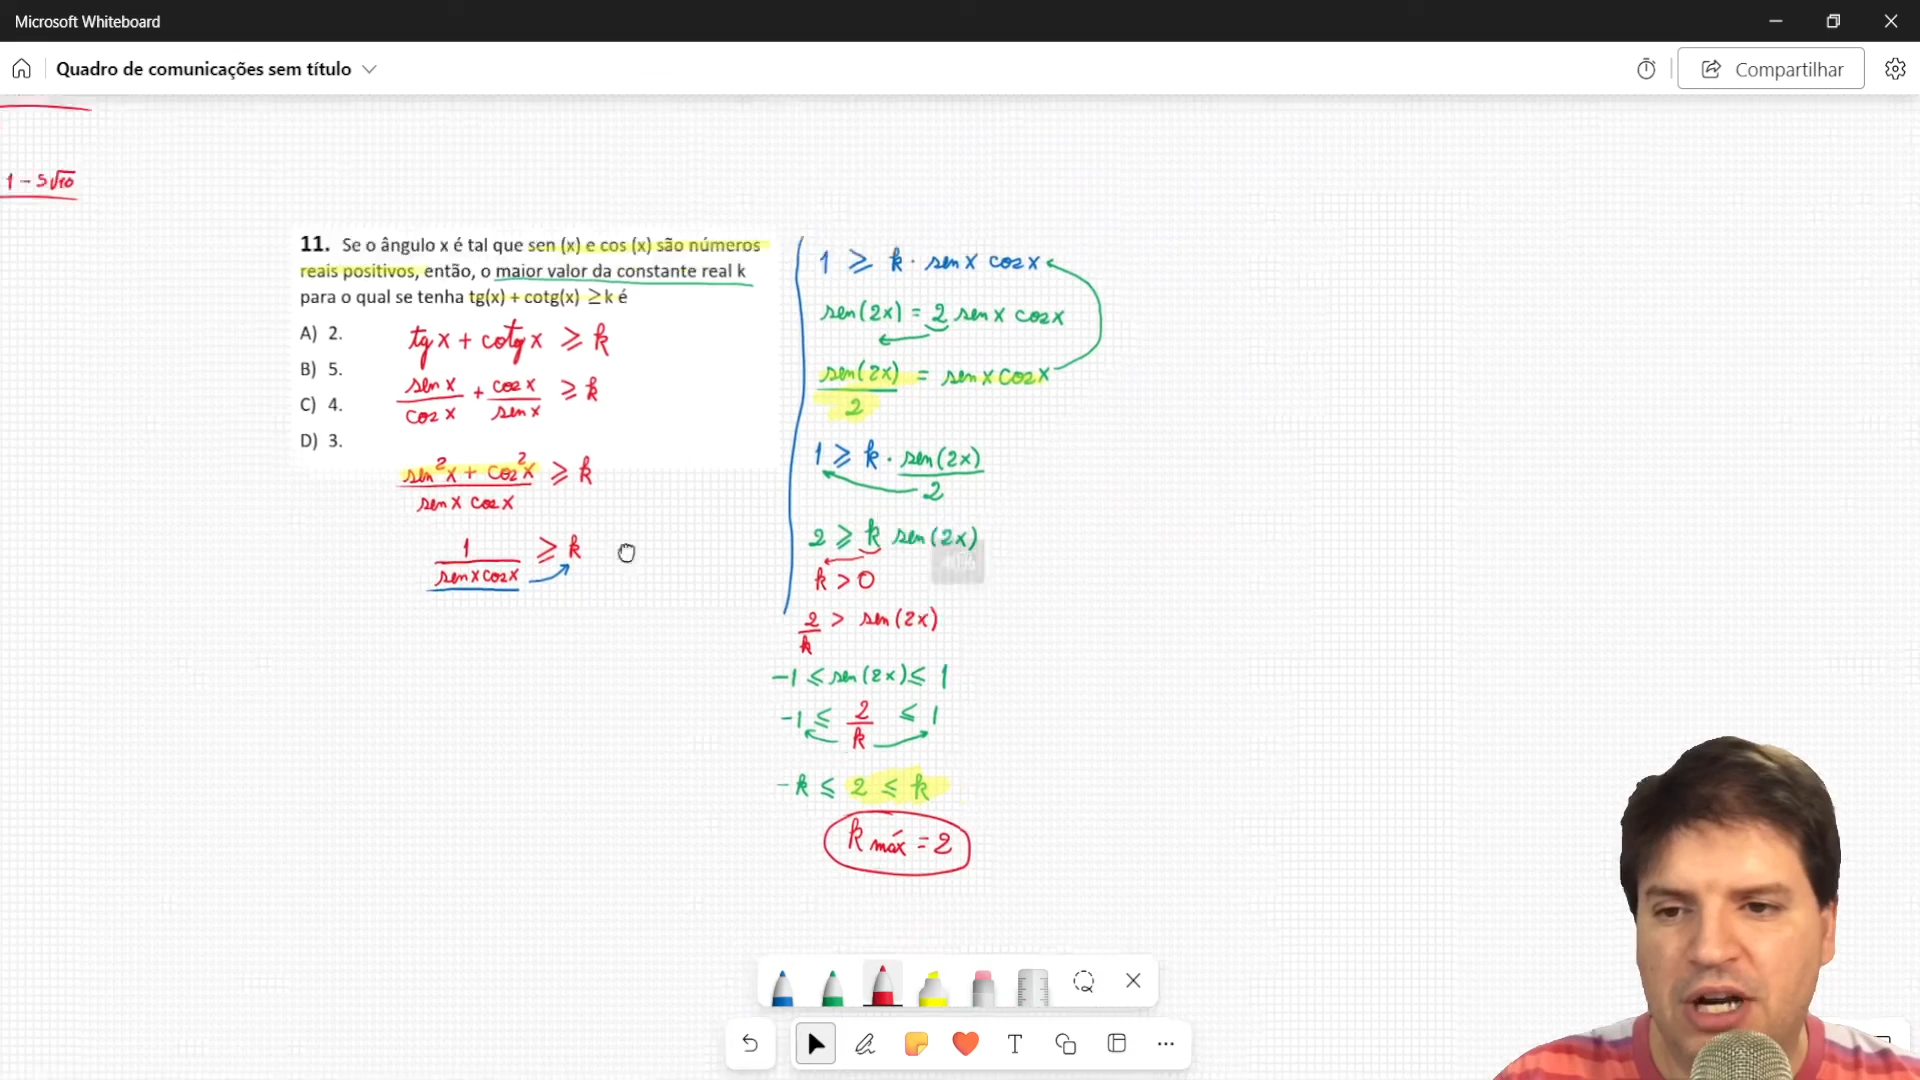 Microsoft Whiteboard
Quadro de comunicações sem título
Compartilhar
1 - 5√10
11. Se o ângulo x é tal que sen (x) e cos (x) são números
reais positivos, então, o maior valor da constante real k
para o qual se tenha tg(x) + cotg(x) ≥ k é
A) 2.
B) 5.
C) 4.
D) 3.
tg x + cotg x ≥ k
sen x / cos x + cos x / sen x ≥ k
sen²x + cos²x / sen x cos x ≥ k
1 / sen x cos x ≥ k
1 ≥ k · sen x cos x
sen(2x) = 2 sen x cos x
sen(2x) / 2 = sen x cos x
1 ≥ k · sen(2x) / 2
2 ≥ k sen(2x)
k > 0
2 / k > sen(2x)
-1 ≤ sen(2x) ≤ 1
-1 ≤ 2 / k ≤ 1
-k ≤ 2 ≤ k
k máx = 2
T